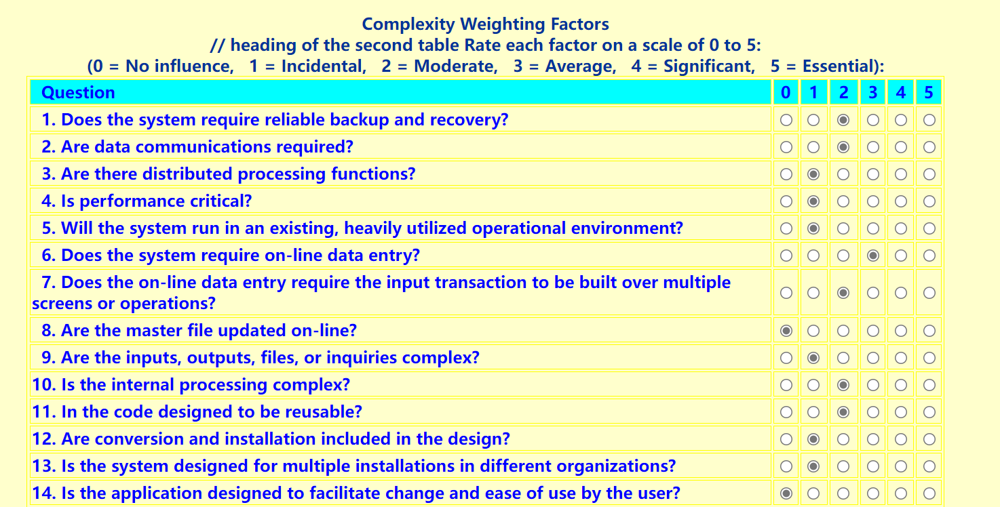 Complexity Weighting Factors
// heading of the second table Rate each factor on a scale of 0 to 5:
(0 = No influence, 1 = Incidental, 2 = Moderate, 3 = Average, 4 = Significant, 5 = Essential):
Question 0 1 2 3 4 5
1. Does the system require reliable backup and recovery?
2. Are data communications required?
3. Are there distributed processing functions?
4. Is performance critical?
5. Will the system run in an existing, heavily utilized operational environment?
6. Does the system require on-line data entry?
7. Does the on-line data entry require the input transaction to be built over multiple
screens or operations?
8. Are the master file updated on-line?
9. Are the inputs, outputs, files, or inquiries complex?
10. Is the internal processing complex?
11. In the code designed to be reusable?
12. Are conversion and installation included in the design?
13. Is the system designed for multiple installations in different organizations?
14. Is the application designed to facilitate change and ease of use by the user?